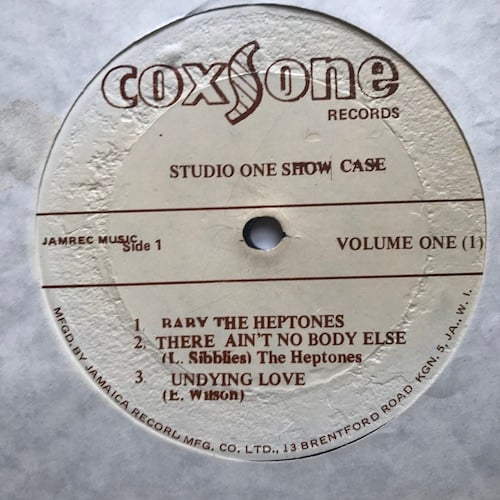 coxsone
RECORDS
STUDIO ONE SHOW CASE
JAMREC MUSIC
Side 1
VOLUME ONE (1)
1 BABY THE HEPTONES
2. THERE AIN'T NO BODY ELSE
(L. Sibblies) The Heptones
3. UNDYING LOVE
(E. Wilson)
MFGD. BY JAMAICA RECORD MFG. CO. LTD., 13 BRENTFORD ROAD KGN. 5, JA., W. I.